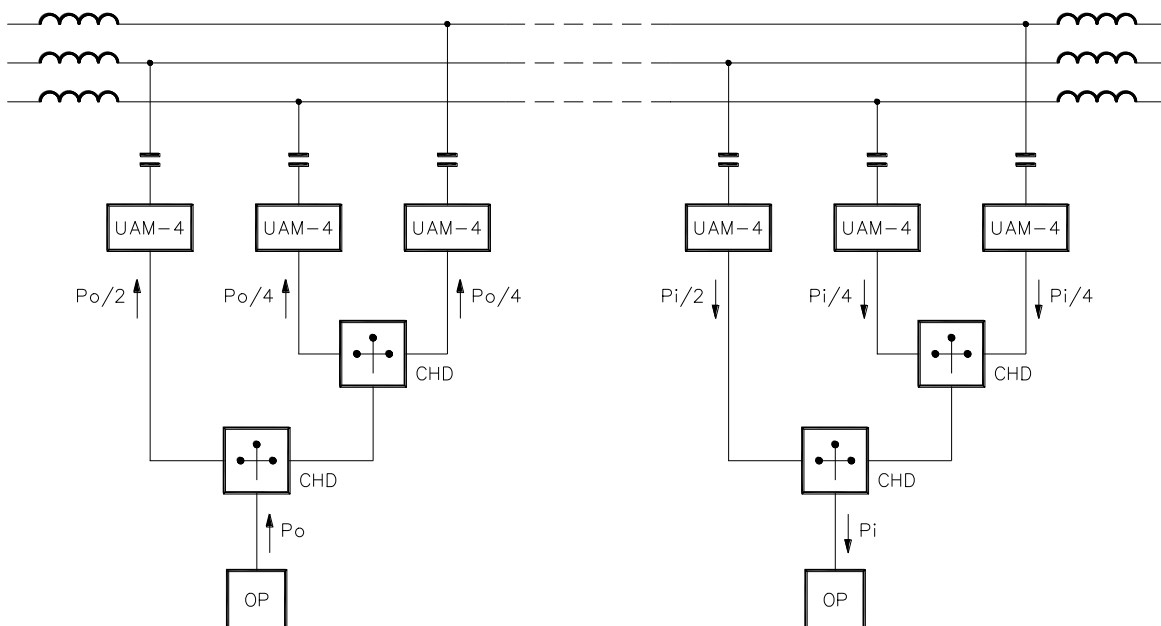 UAM-4 UAM-4 UAM-4 UAM-4 UAM-4 UAM-4
Po/2 Po/4 Po/4 Pi/2 Pi/4 Pi/4
CHD CHD
CHD CHD
Po Pi
OP OP